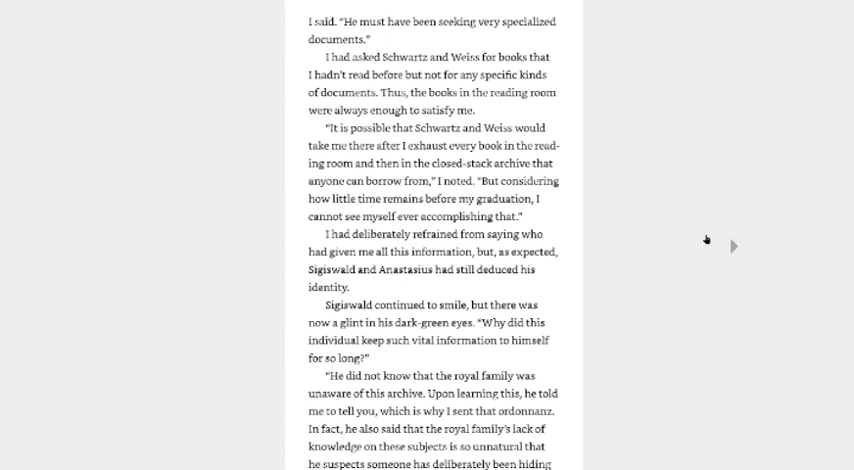 I said. “He must have been seeking very specialized
documents.”
I had asked Schwartz and Weiss for books that
I hadn't read before but not for any specific kinds
of documents. Thus, the books in the reading room
were always enough to satisfy me.
“It is possible that Schwartz and Weiss would
take me there after I exhaust every book in the read-
ing room and then in the closed-stack archive that
anyone can borrow from,” I noted. “But considering
how little time remains before my graduation, I
cannot see myself ever accomplishing that.”
I had deliberately refrained from saying who
had given me all this information, but, as expected,
Sigiswald and Anastasius had still deduced his
identity.
Sigiswald continued to smile, but there was
now a glint in his dark-green eyes. “Why did this
individual keep such vital information to himself
for so long?”
“He did not know that the royal family was
unaware of this archive. Upon learning this, he told
me to tell you, which is why I sent that ordonnanz.
In fact, he also said that the royal family's lack of
knowledge on these subjects is so unnatural that
he suspects someone has deliberately been hiding